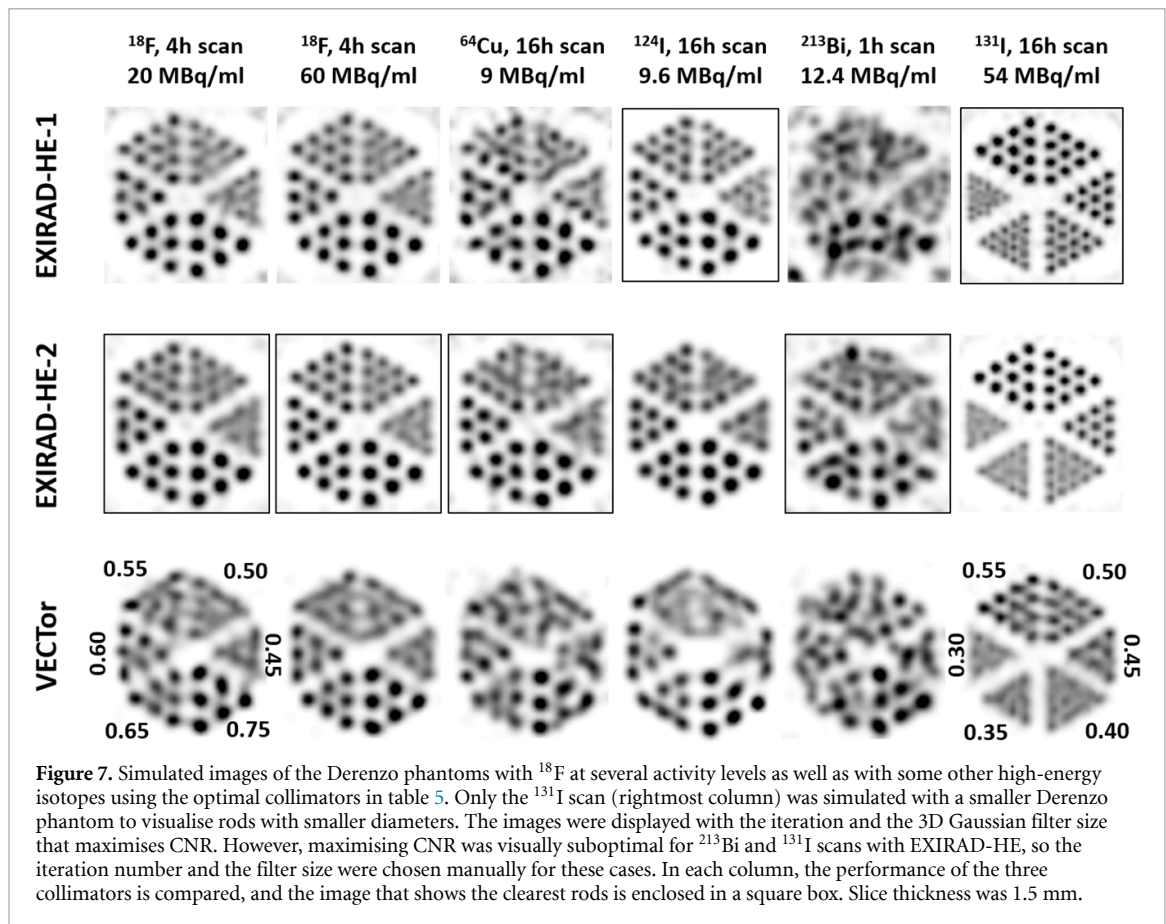 ¹⁸F, 4h scan ¹⁸F, 4h scan ⁶⁴Cu, 16h scan ¹²⁴I, 16h scan ²¹³Bi, 1h scan ¹³¹I, 16h scan
20 MBq/ml 60 MBq/ml 9 MBq/ml 9.6 MBq/ml 12.4 MBq/ml 54 MBq/ml
EXIRAD-HE-1
EXIRAD-HE-2
VECTor
0.55 0.50 0.55 0.50
0.60 0.45 0.30 0.45
0.65 0.75 0.35 0.40
Figure 7. Simulated images of the Derenzo phantoms with ¹⁸F at several activity levels as well as with some other high-energy
isotopes using the optimal collimators in table 5. Only the ¹³¹I scan (rightmost column) was simulated with a smaller Derenzo
phantom to visualise rods with smaller diameters. The images were displayed with the iteration and the 3D Gaussian filter size
that maximises CNR. However, maximising CNR was visually suboptimal for ²¹³Bi and ¹³¹I scans with EXIRAD-HE, so the
iteration number and the filter size were chosen manually for these cases. In each column, the performance of the three
collimators is compared, and the image that shows the clearest rods is enclosed in a square box. Slice thickness was 1.5 mm.